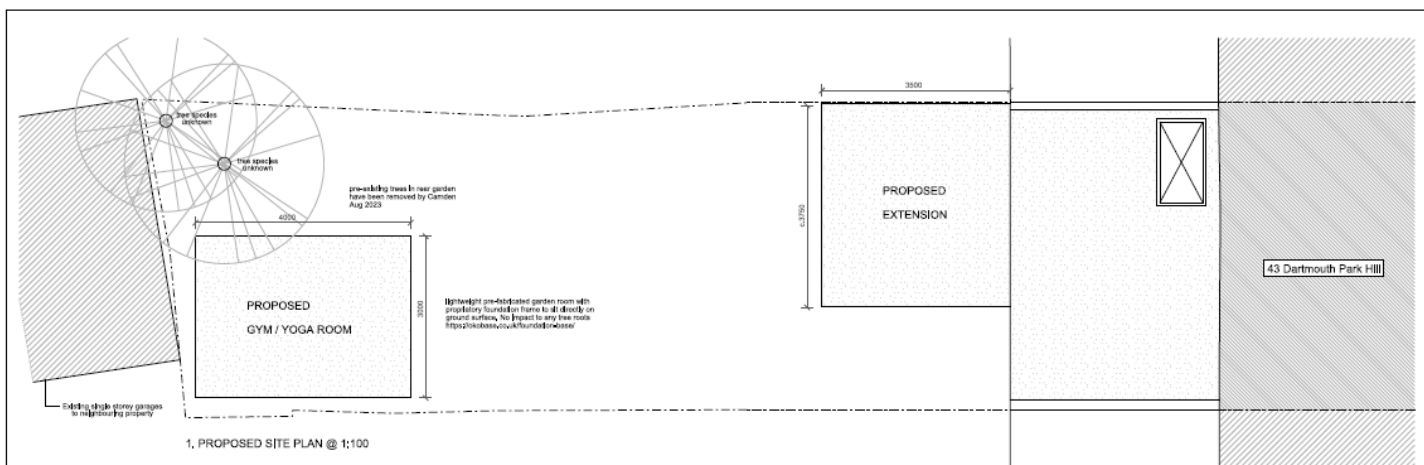 3500
tree species
unknown
tree species
unknown
pre-existing trees in rear garden
have been removed by Camden
Aug 2023
PROPOSED
EXTENSION
c.3750
4000
43 Dartmouth Park Hill
PROPOSED
GYM / YOGA ROOM
3000
lightweight pre-fabricated garden room with
propriatory foundation frame to sit directly on
ground surface, No impact to any tree roots
https://okobase.co.uk/foundation-base/
Existing single storey garages
to neighbouring property
1. PROPOSED SITE PLAN @ 1:100